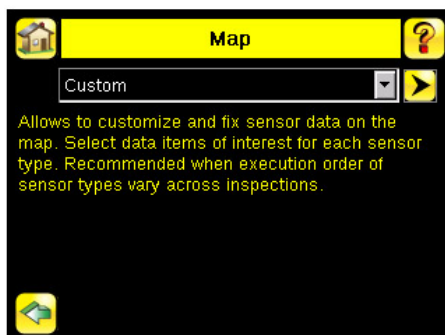 Map
?
Custom
Allows to customize and fix sensor data on the
map. Select data items of interest for each sensor
type. Recommended when execution order of
sensor types vary across inspections.